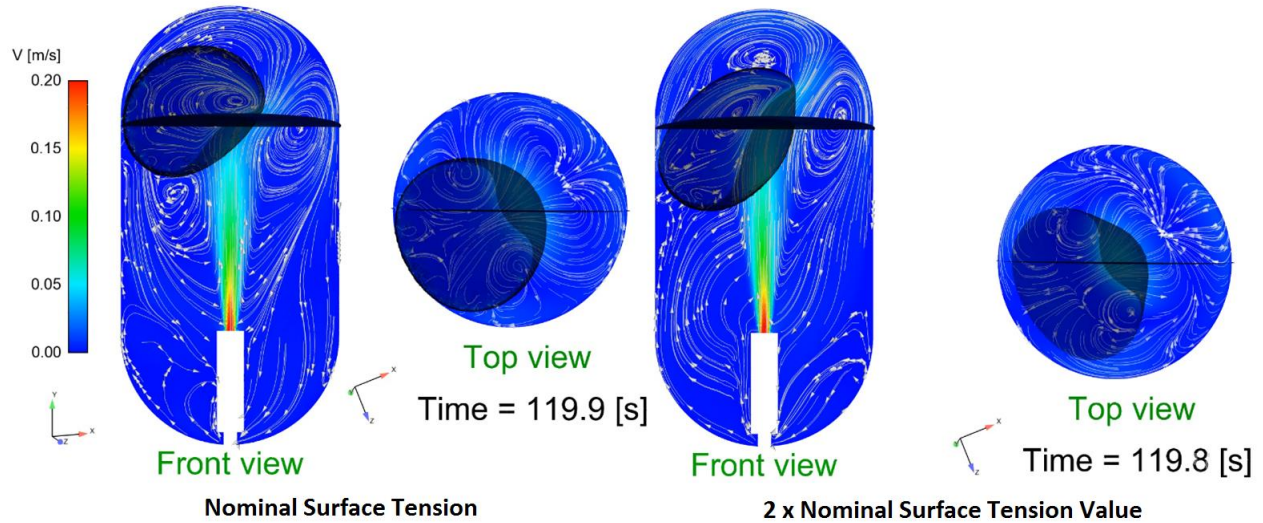 V [m/s]
0.20
0.15
0.10
0.05
0.00
Y
X
Z
Front view
X
Z
Top view
Time = 119.9 [s]
Nominal Surface Tension
Front view
X
Z
Top view
Time = 119.8 [s]
2 x Nominal Surface Tension Value